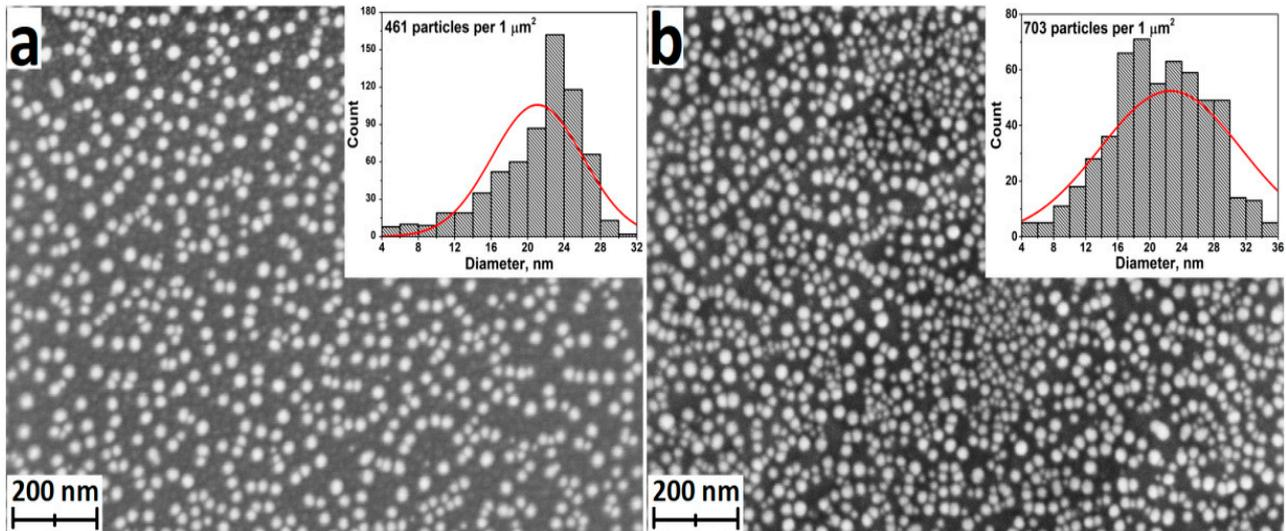 a
461 particles per 1 μm²
180
150
120
90
60
30
0
Count
4 8 12 16 20 24 28 32
Diameter, nm
200 nm
b
703 particles per 1 μm²
80
60
40
20
0
Count
4 8 12 16 20 24 28 32 36
Diameter, nm
200 nm